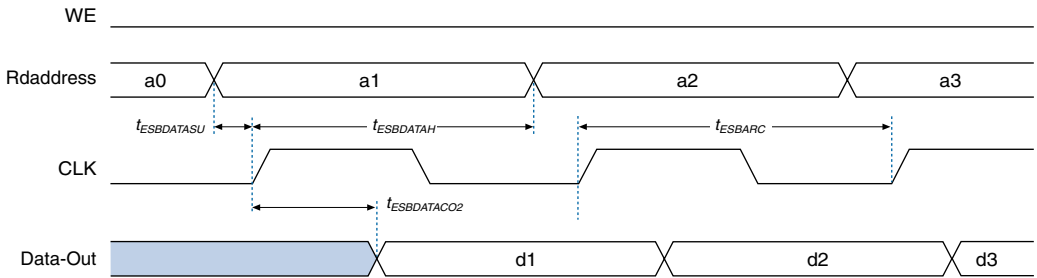 WE
Rdaddress a0 a1 a2 a3
tESBDATASU tESBDATAH tESBARC
CLK
tESBDATACO2
Data-Out d1 d2 d3